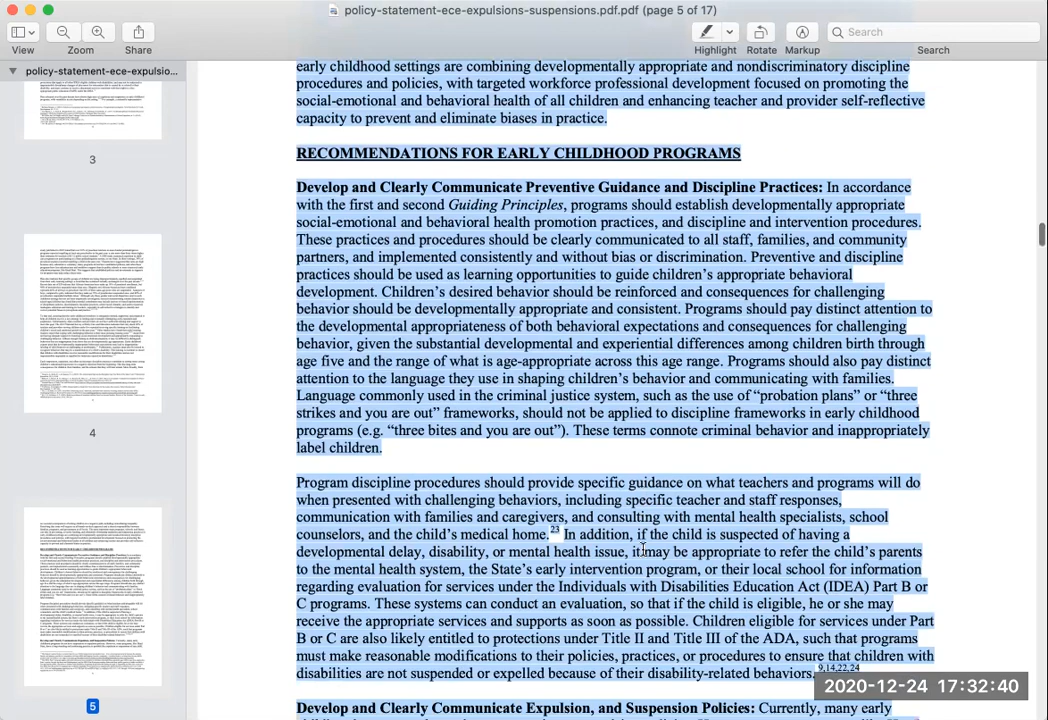 policy-statement-ece-expulsions-suspensions.pdf.pdf (page 5 of 17)
View
Zoom
Share
Highlight
Rotate
Markup
Search
Search
policy-statement-ece-expulsio...
3
4
5
early childhood settings are combining developmentally appropriate and nondiscriminatory discipline
procedures and policies, with targeted workforce professional development focused on promoting the
social-emotional and behavioral health of all children and enhancing teacher and provider self-reflective
capacity to prevent and eliminate biases in practice.
RECOMMENDATIONS FOR EARLY CHILDHOOD PROGRAMS
Develop and Clearly Communicate Preventive Guidance and Discipline Practices: In accordance
with the first and second Guiding Principles, programs should establish developmentally appropriate
social-emotional and behavioral health promotion practices, and discipline and intervention procedures.
These practices and procedures should be clearly communicated to all staff, families, and community
partners, and implemented consistently and without bias or discrimination. Preventive and discipline
practices should be used as learning opportunities to guide children's appropriate behavioral
development. Children's displays should be reinforced and consequences for challenging
behavior should be developmentally appropriate and consistent. Programs should pay distinct attention to
the developmental appropriateness of both behavioral expectations and consequences for challenging
behavior, given the substantial developmental and experiential differences among children birth through
age five and the range of what is age-appropriate across this age range. Programs should also pay distinct
attention to the language they use in shaping children's behavior and communicating with families.
Language commonly used in the criminal justice system, such as the use of “probation plans” or “three
strikes and you are out” frameworks, should not be applied to discipline frameworks in early childhood
programs (e.g. “three bites and you are out”). These terms connote criminal behavior and inappropriately
label children.
Program discipline procedures should provide specific guidance on what teachers and programs will do
when presented with challenging behaviors, including specific teacher and staff responses,
communication with families and caregivers, and consulting with mental health specialists, school
counselors, and the child's medical home.23 In addition, if the child is suspected of having a
developmental delay, disability, or mental health issue, it may be appropriate to refer the child's parents
to the mental health system, the State's early intervention program, or their local school for information
regarding evaluation for services under the Individuals with Disabilities Education Act (IDEA) Part B or
C programs. These systems can conduct an evaluation, so that if the child is eligible, he or she may
receive the appropriate services and support as soon as possible. Children eligible for services under Part
B or C are also likely entitled to protection under Title II and Title III of the ADA, such that programs
must make reasonable modifications in their policies, practices, or procedures to ensure that children with
disabilities are not suspended or expelled because of their disability-related behaviors. 9,14,22,24
Develop and Clearly Communicate Expulsion, and Suspension Policies: Currently, many early
2020-12-24 17:32:40